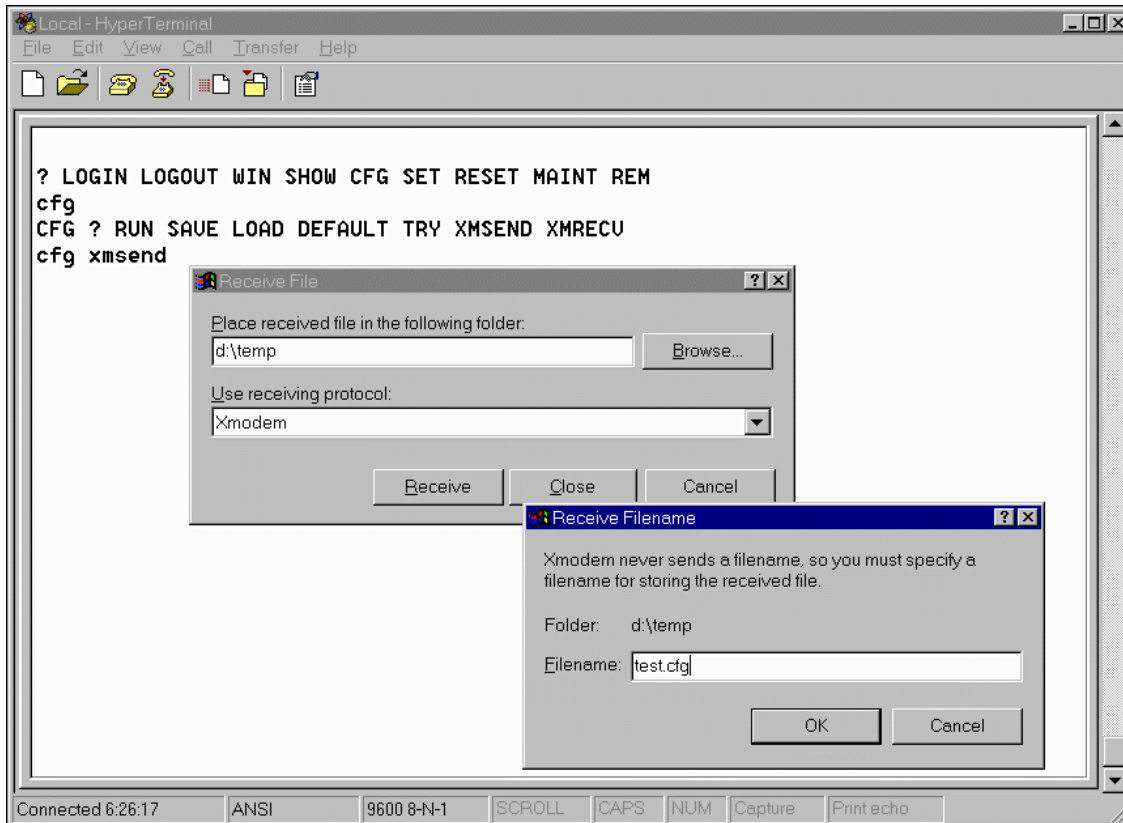 Local - HyperTerminal
File Edit View Call Transfer Help
? LOGIN LOGOUT WIN SHOW CFG SET RESET MAINT REM
cfg
CFG ? RUN SAVE LOAD DEFAULT TRY XMSEND XMRECV
cfg xmsend
Receive File
Place received file in the following folder:
d:\temp
Browse...
Use receiving protocol:
Xmodem
Receive Close Cancel
Receive Filename
Xmodem never sends a filename, so you must specify a
filename for storing the received file.
Folder: d:\temp
Filename: test.cfg
OK Cancel
Connected 6:26:17 ANSI 9600 8-N-1 SCROLL CAPS NUM Capture Print echo